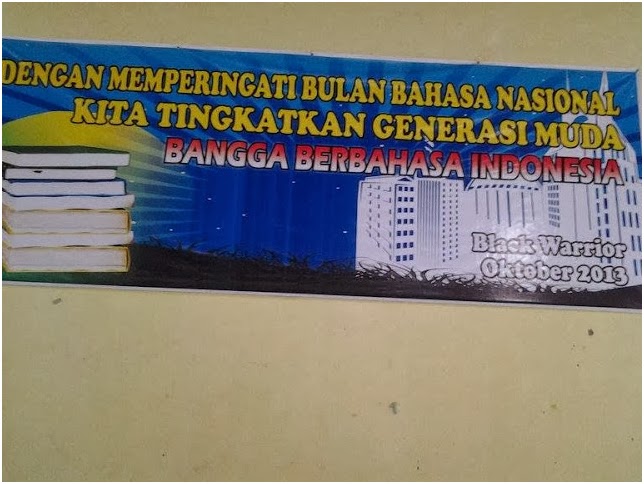 DENGAN MEMPERINGATI BULAN BAHASA NASIONAL
KITA TINGKATKAN GENERASI MUDA
BANGGA BERBAHASA INDONESIA
Black Warrior
Oktober 2013